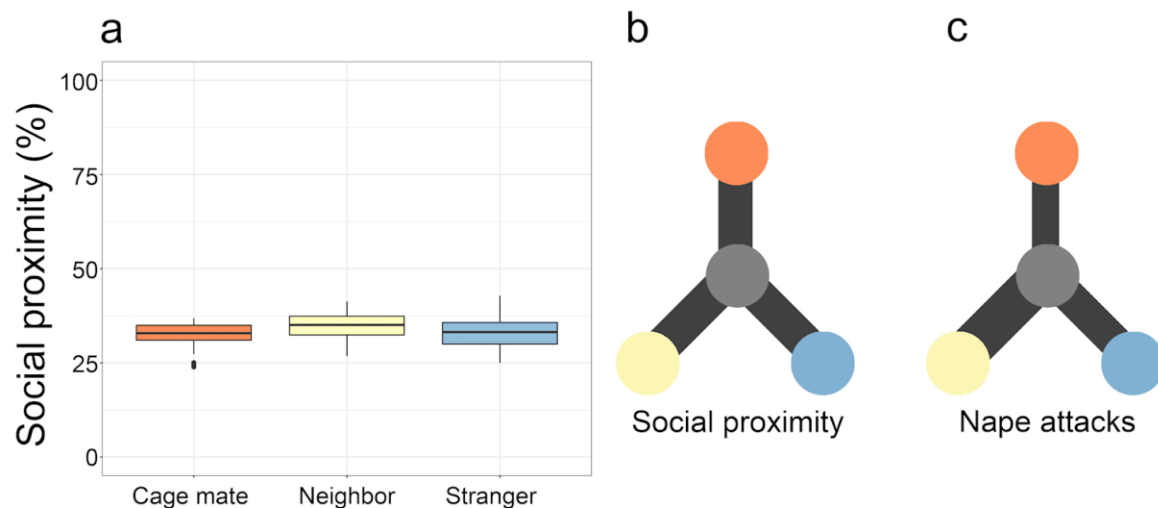 a
b
c
Social proximity (%)
100
75
50
25
0
Cage mate
Neighbor
Stranger
Social proximity
Nape attacks